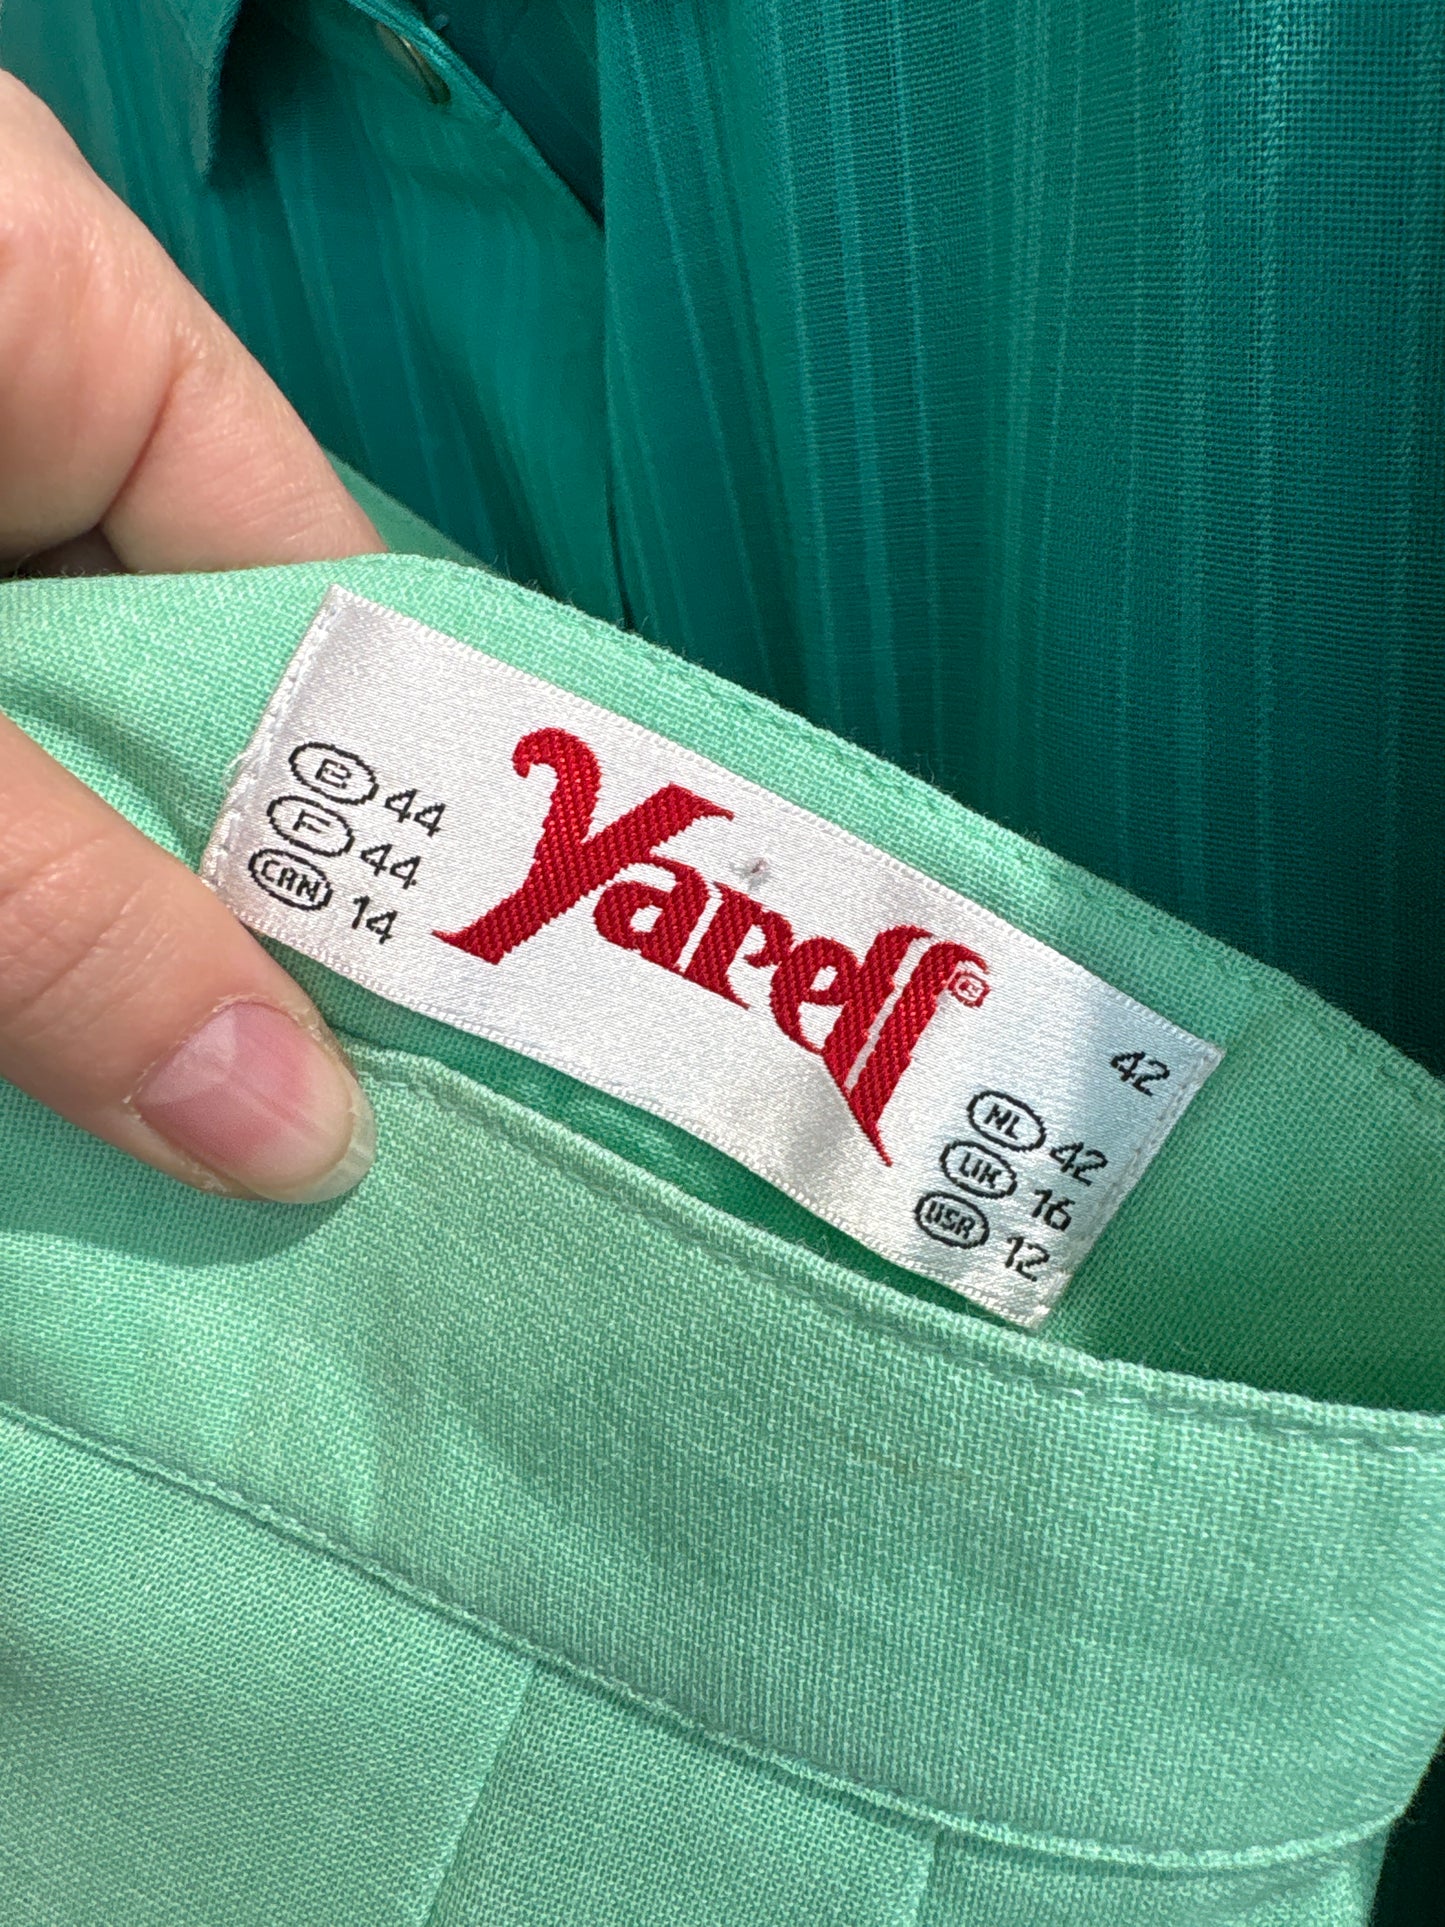 B 44
F 44
CAN 14
Yarell ©
42
NL 42
UK 16
USA 12